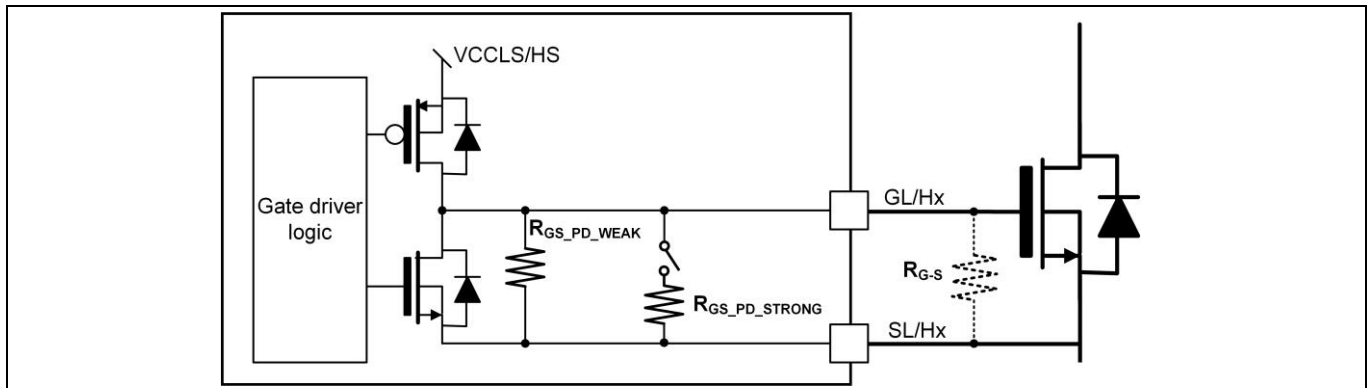 VCCLS/HS
Gate driver
logic
GL/Hx
RGS_PD_WEAK
RG-S
RGS_PD_STRONG
SL/Hx